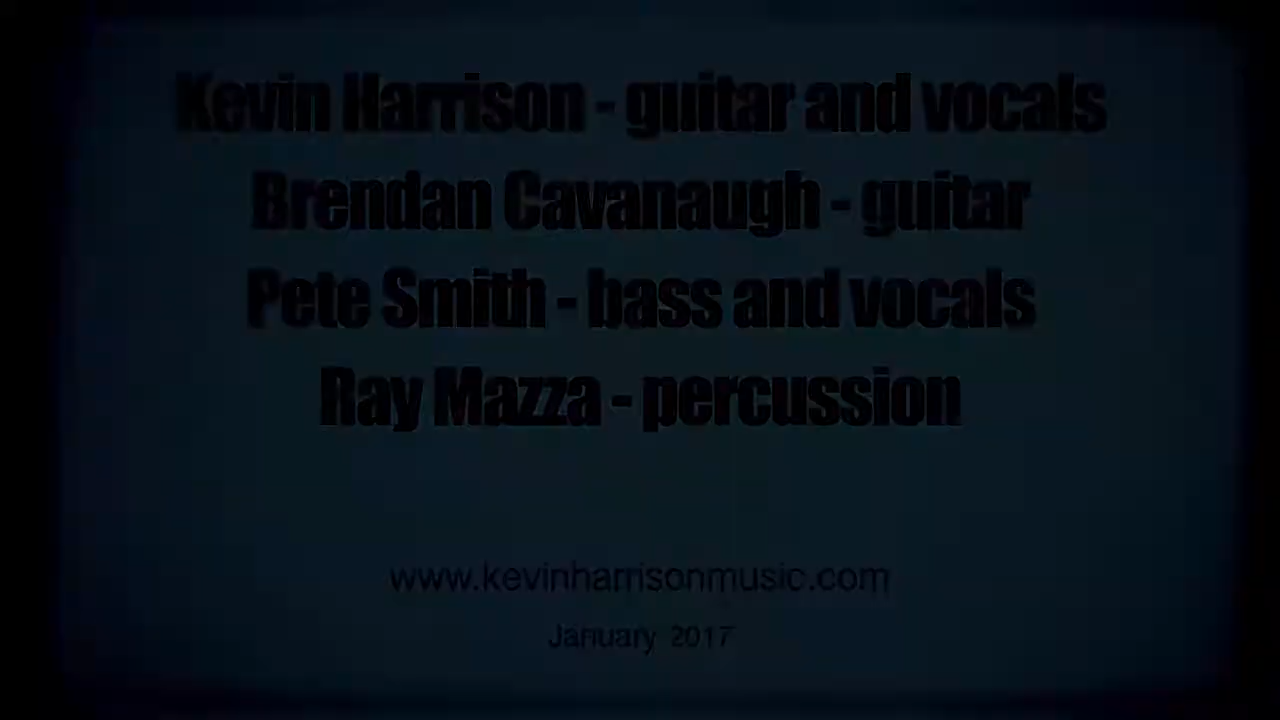 Kevin Harrison - guitar and vocals
Brendan Cavanaugh - guitar
Pete Smith - bass and vocals
Ray Mazza - percussion
www.kevinharrisonmusic.com
January 2017